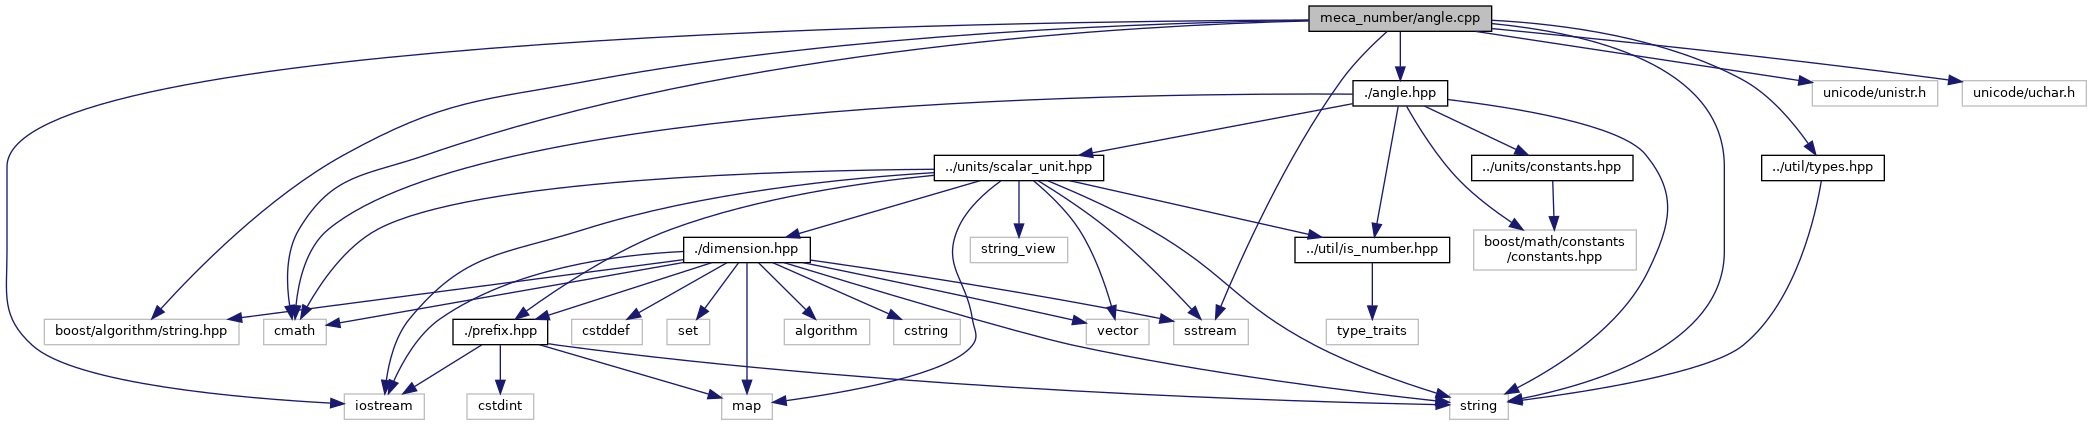 meca_number/angle.cpp
./angle.hpp
unicode/unistr.h
unicode/uchar.h
../units/scalar_unit.hpp
../units/constants.hpp
../util/types.hpp
./dimension.hpp
string_view
../util/is_number.hpp
boost/math/constants
/constants.hpp
boost/algorithm/string.hpp
cmath
./prefix.hpp
cstddef
set
algorithm
cstring
vector
sstream
type_traits
iostream
cstdint
map
string